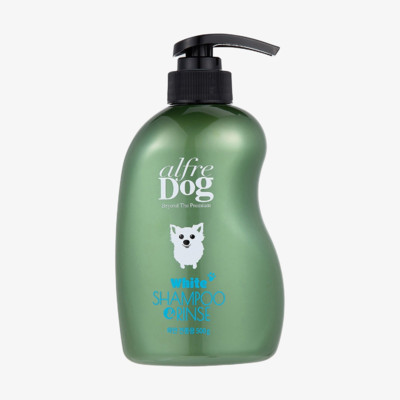 alfre
Dog
Beyond The Premium
White
SHAMPOO
& RINSE